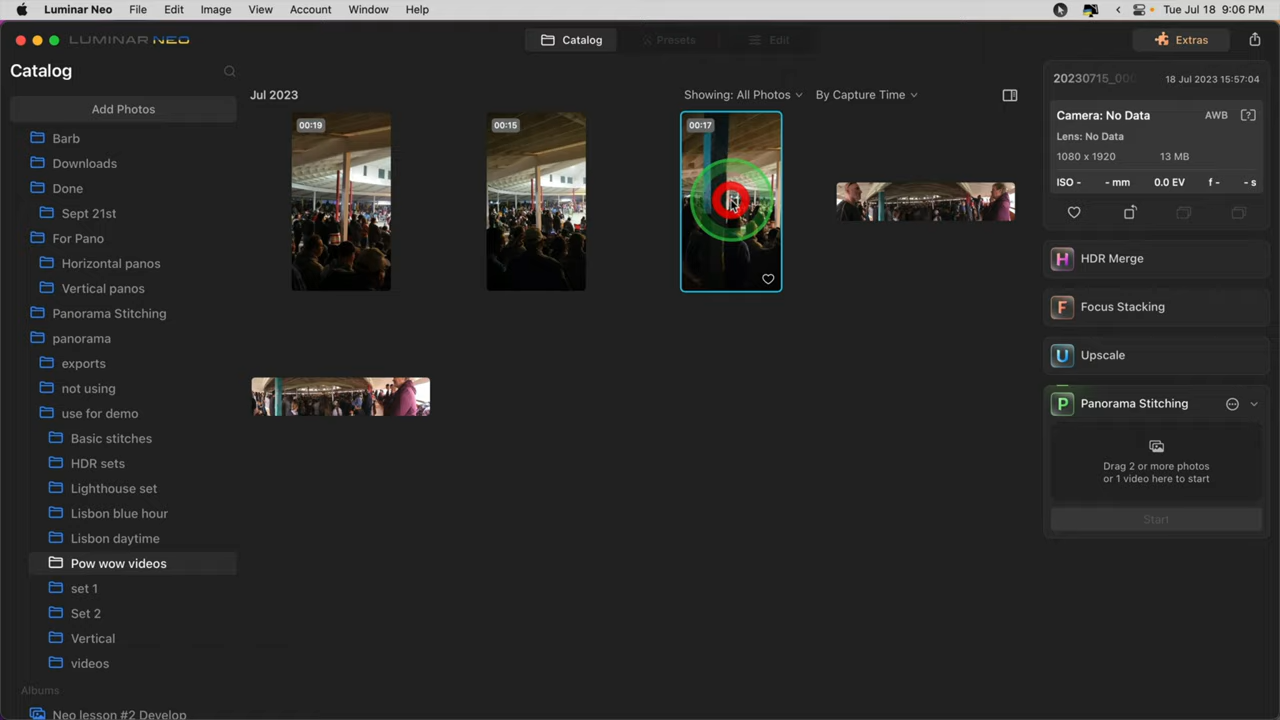 Luminar Neo File Edit Image View Account Window Help Tue Jul 18 9:06 PM
LUMINAR NEO Catalog Presets Edit Extras
Catalog
Add Photos
Barb
Downloads
Done
Sept 21st
For Pano
Horizontal panos
Vertical panos
Panorama Stitching
panorama
exports
not using
use for demo
Basic stitches
HDR sets
Lighthouse set
Lisbon blue hour
Lisbon daytime
Pow wow videos
set 1
Set 2
Vertical
videos
Albums
Neo lesson #2 Develop
Jul 2023 Showing: All Photos By Capture Time
00:19 00:15 00:17
20230715_000 18 Jul 2023 15:57:04
Camera: No Data AWB [?]
Lens: No Data
1080 x 1920 13 MB
ISO - - mm 0.0 EV f - - s
H HDR Merge
F Focus Stacking
U Upscale
P Panorama Stitching
Drag 2 or more photos
or 1 video here to start
Start